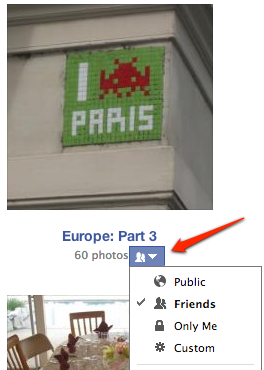 I
PARIS
Europe: Part 3
60 photos
Public
Friends
Only Me
Custom